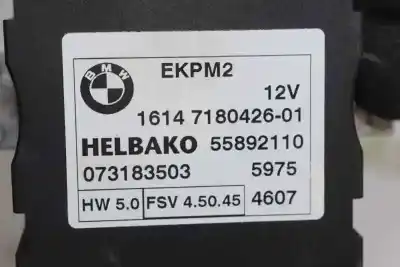 BMW
EKPM2
12V
1614 7180426-01
HELBAKO 55892110
073183503 5975
HW 5.0 FSV 4.50.45 4607